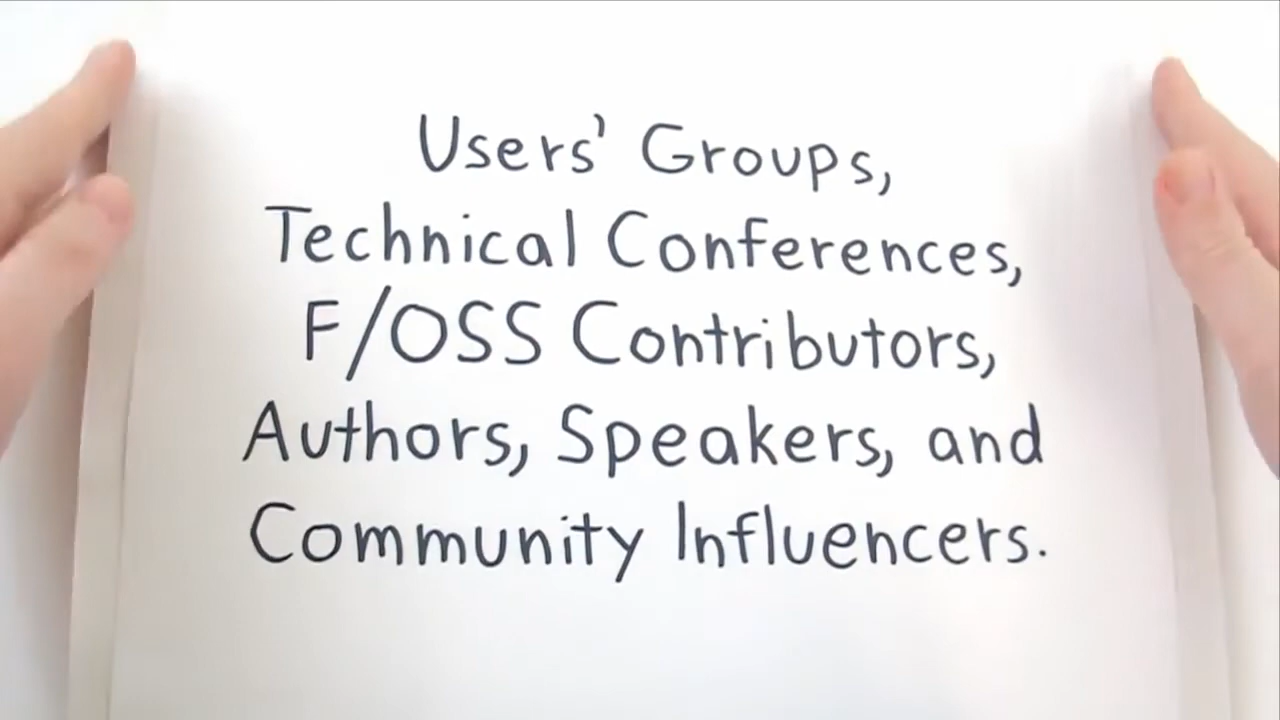 Users' Groups,
Technical Conferences,
F/OSS Contributors,
Authors, Speakers, and
Community Influencers.